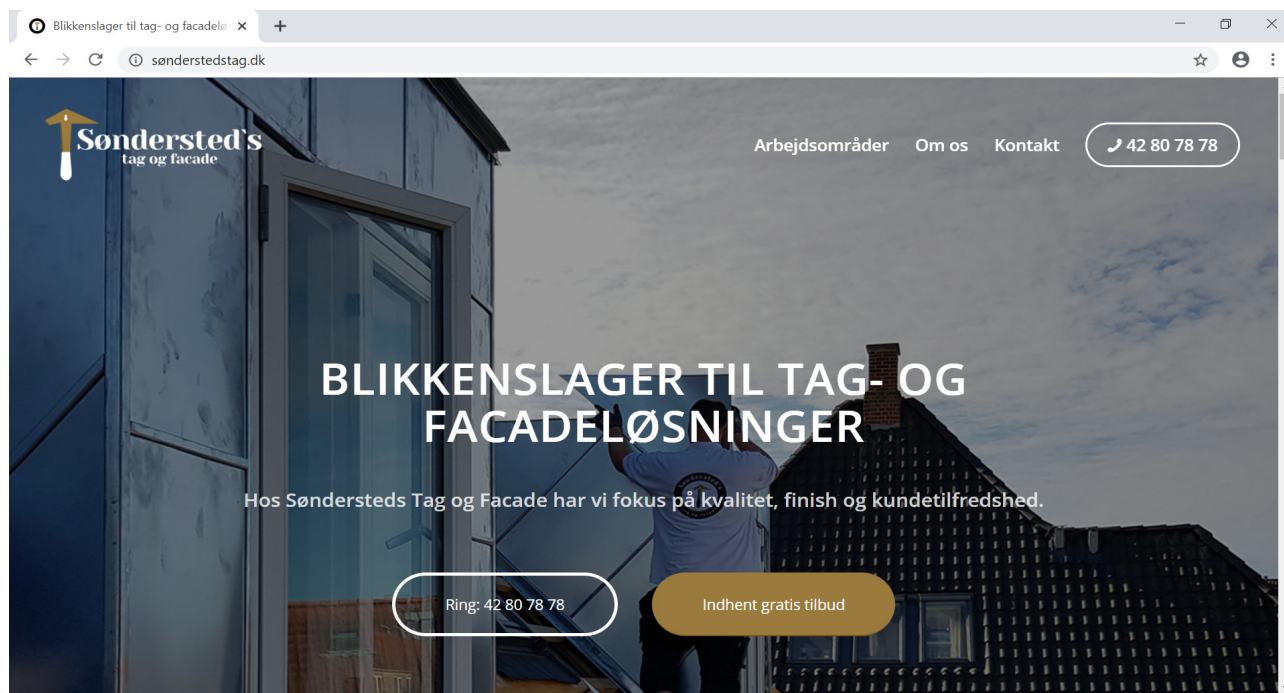 Blikkenslager til tag- og facadelø
sønderstedstag.dk
Søndersted`s
tag og facade
Arbejdsområder Om os Kontakt 42 80 78 78
BLIKKENSLAGER TIL TAG- OG
FACADELØSNINGER
Hos Søndersteds Tag og Facade har vi fokus på kvalitet, finish og kundetilfredshed.
Søndersted's
Ring: 42 80 78 78 Indhent gratis tilbud